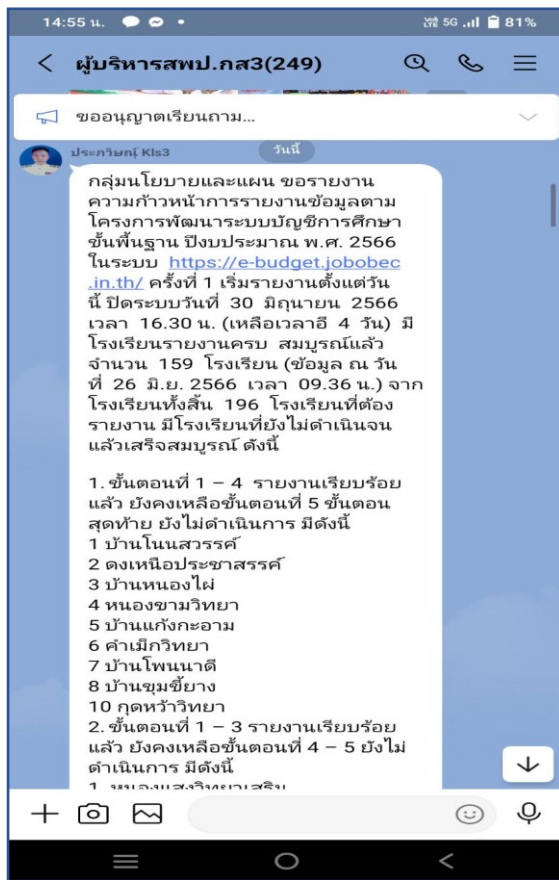 14:55 น.
5G 81%
ผู้บริหารสพป.กส3(249)
ขออนุญาตเรียนถาม...
วันนี้
ประภวิษณุ์ Kls3
กลุ่มนโยบายและแผน ขอรายงาน
ความก้าวหน้าการรายงานข้อมูลตาม
โครงการพัฒนาระบบบัญชีการศึกษา
ขั้นพื้นฐาน ปีงบประมาณ พ.ศ. 2566
ในระบบ https://e-budget.jobobec
.in.th/ ครั้งที่ 1 เริ่มรายงานตั้งแต่วัน
นี้ ปิดระบบวันที่ 30 มิถุนายน 2566
เวลา 16.30 น. (เหลือเวลาอี 4 วัน) มี
โรงเรียนรายงานครบ สมบูรณ์แล้ว
จำนวน 159 โรงเรียน (ข้อมูล ณ วัน
ที่ 26 มิ.ย. 2566 เวลา 09.36 น.) จาก
โรงเรียนทั้งสิ้น 196 โรงเรียนที่ต้อง
รายงาน มีโรงเรียนที่ยังไม่ดำเนินจน
แล้วเสร็จสมบูรณ์ ดังนี้
1. ขั้นตอนที่ 1 – 4 รายงานเรียบร้อย
แล้ว ยังคงเหลือขั้นตอนที่ 5 ขั้นตอน
สุดท้าย ยังไม่ดำเนินการ มีดังนี้
1 บ้านโนนสวรรค์
2 ดงเหนือประชาสรรค์
3 บ้านหนองไผ่
4 หนองขามวิทยา
5 บ้านแก้งกะอาม
6 คำเม็กวิทยา
7 บ้านโพนนาดี
8 บ้านขุมขี้ยาง
10 กุดหว้าวิทยา
2. ขั้นตอนที่ 1 – 3 รายงานเรียบร้อย
แล้ว ยังคงเหลือขั้นตอนที่ 4 – 5 ยังไม่
ดำเนินการ มีดังนี้
1. หนองแสงวิทยาเสริม